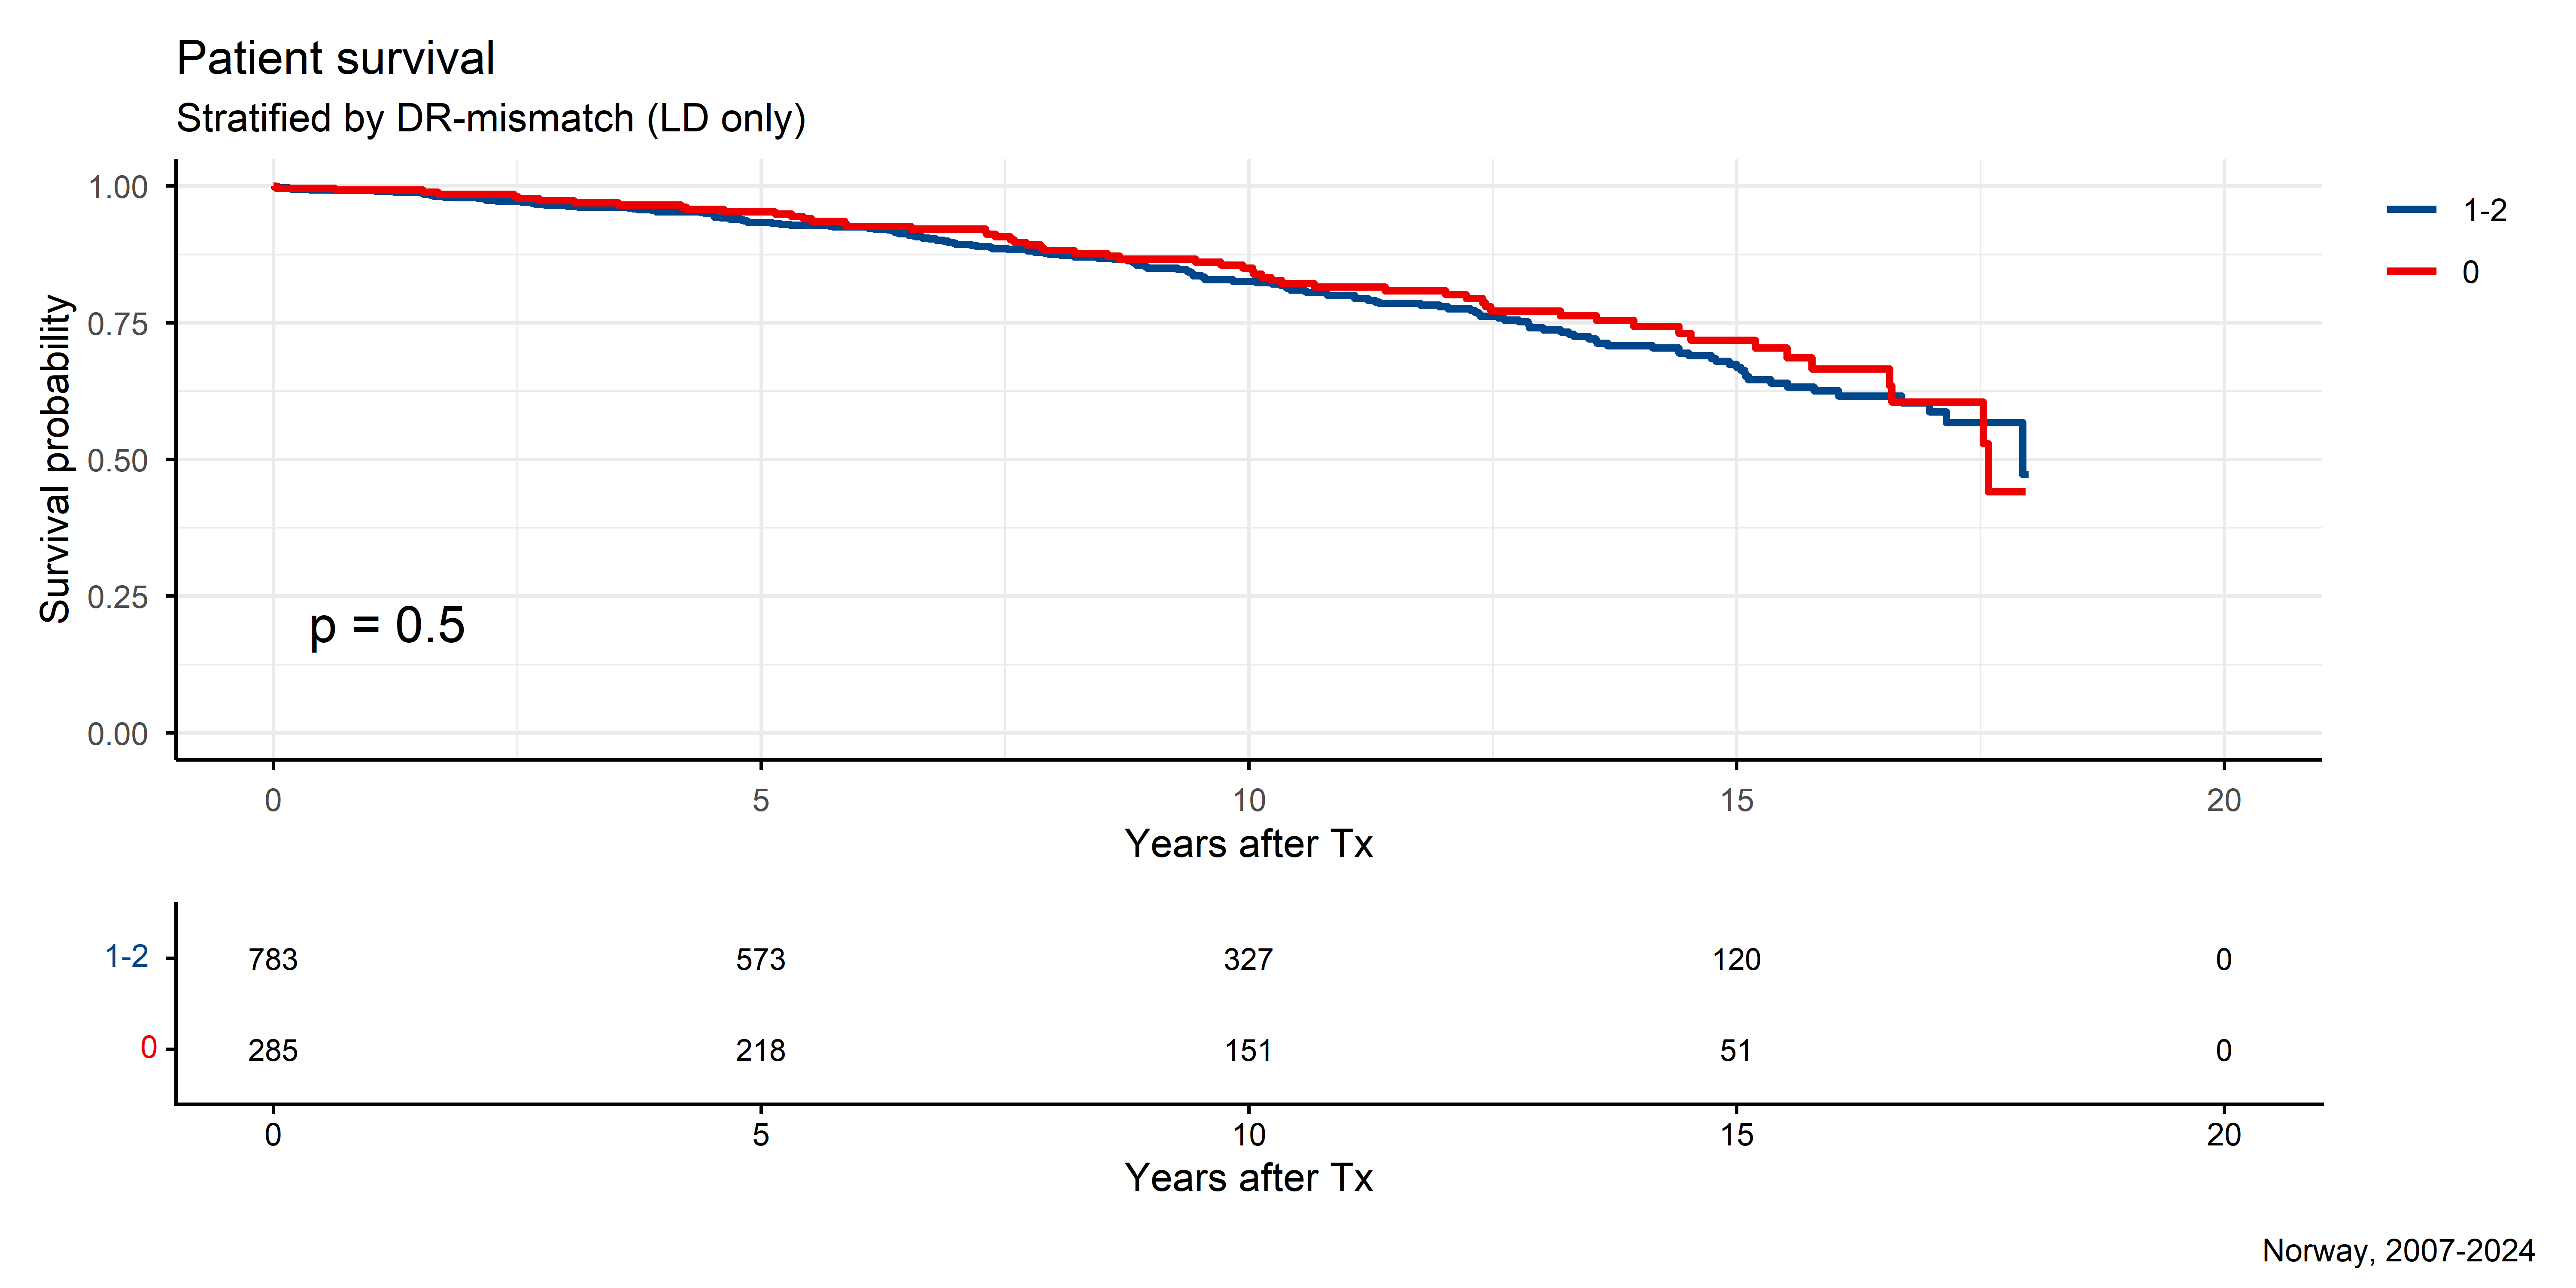 Patient survival
Stratified by DR-mismatch (LD only)
Survival probability
1.00
0.75
0.50
0.25
0.00
p = 0.5
1-2
0
0 5 10 15 20
Years after Tx
1-2 783 573 327 120 0
0 285 218 151 51 0
0 5 10 15 20
Years after Tx
Norway, 2007-2024